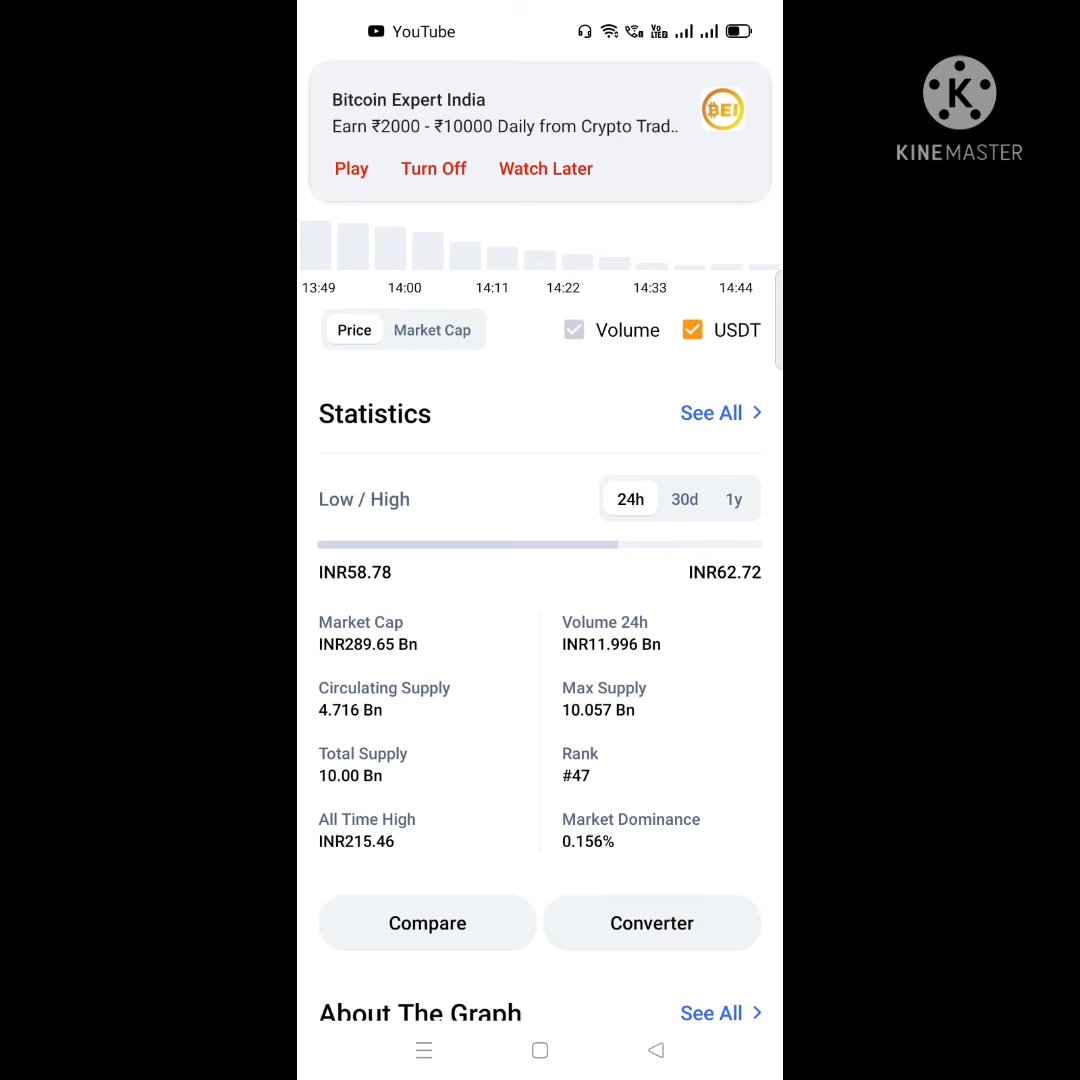 YouTube
Vo LTE
Bitcoin Expert India
BEI
Earn ₹2000 - ₹10000 Daily from Crypto Trad..
Play Turn Off Watch Later
K
KINEMASTER
13:49 14:00 14:11 14:22 14:33 14:44
Price Market Cap Volume USDT
Statistics See All >
Low / High 24h 30d 1y
INR58.78 INR62.72
Market Cap Volume 24h
INR289.65 Bn INR11.996 Bn
Circulating Supply Max Supply
4.716 Bn 10.057 Bn
Total Supply Rank
10.00 Bn #47
All Time High Market Dominance
INR215.46 0.156%
Compare Converter
About The Graph See All >